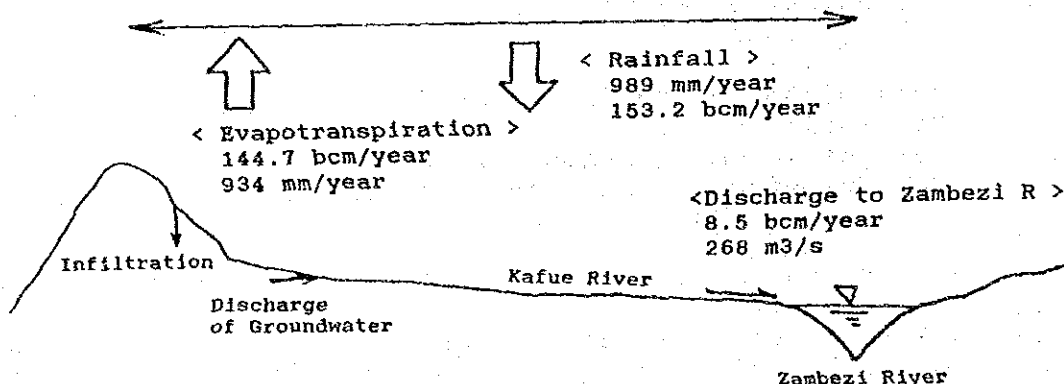 < Rainfall >
989 mm/year
153.2 bcm/year
< Evapotranspiration >
144.7 bcm/year
934 mm/year
<Discharge to Zambezi R >
8.5 bcm/year
268 m3/s
Infiltration
Kafue River
Discharge
of Groundwater
Zambezi River